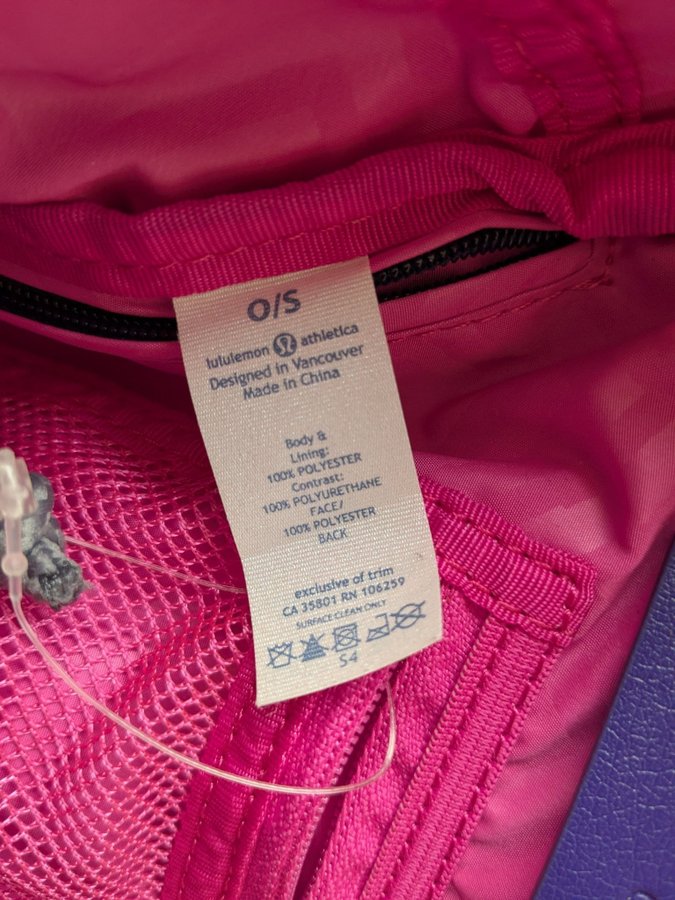 O/S
lululemon athletica
Designed in Vancouver
Made in China
Body &
Lining:
100% POLYESTER
Contrast:
100% POLYURETHANE
FACE/
100% POLYESTER
BACK
exclusive of trim
CA 35801 RN 106259
SURFACE CLEAN ONLY
S4